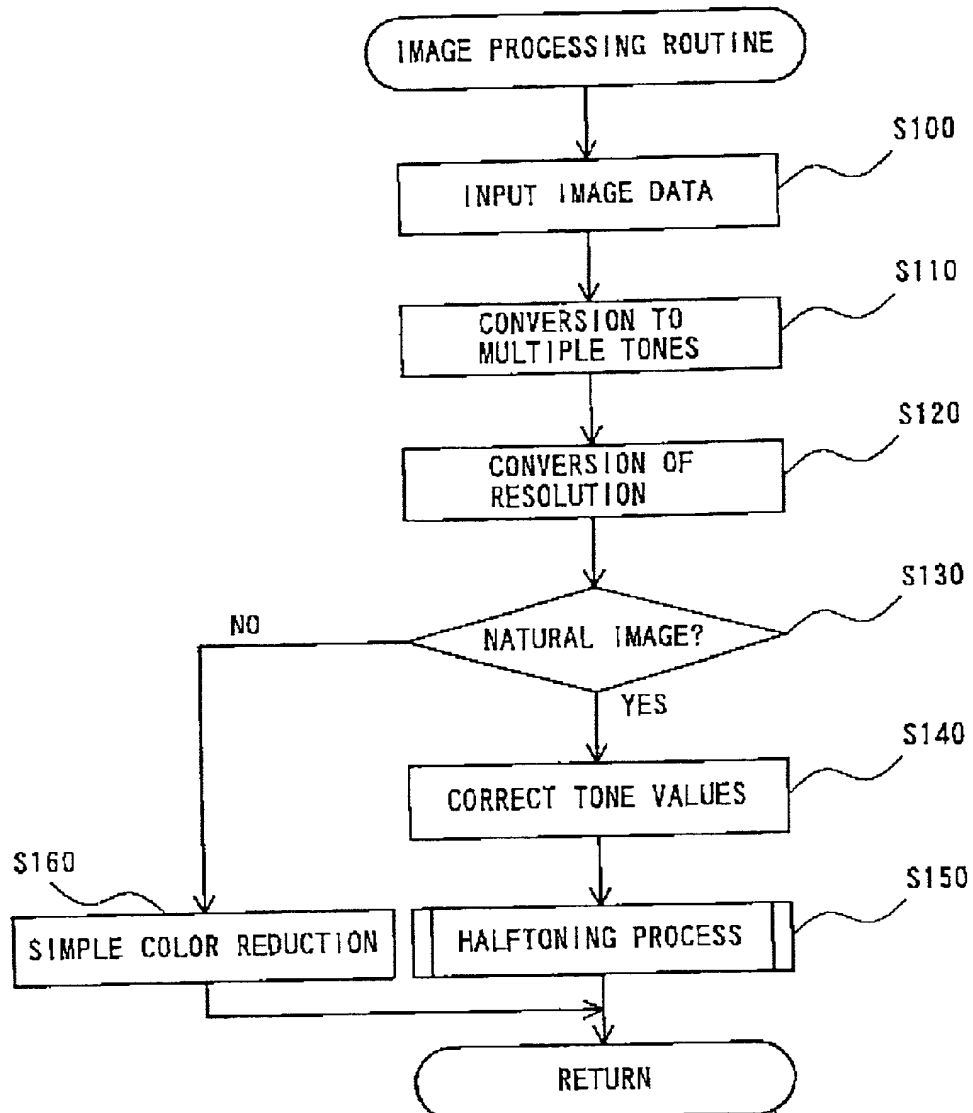 IMAGE PROCESSING ROUTINE
S100
INPUT IMAGE DATA
S110
CONVERSION TO
MULTIPLE TONES
S120
CONVERSION OF
RESOLUTION
S130
NO
NATURAL IMAGE?
YES
S140
CORRECT TONE VALUES
S160
S150
SIMPLE COLOR REDUCTION
HALFTONING PROCESS
RETURN